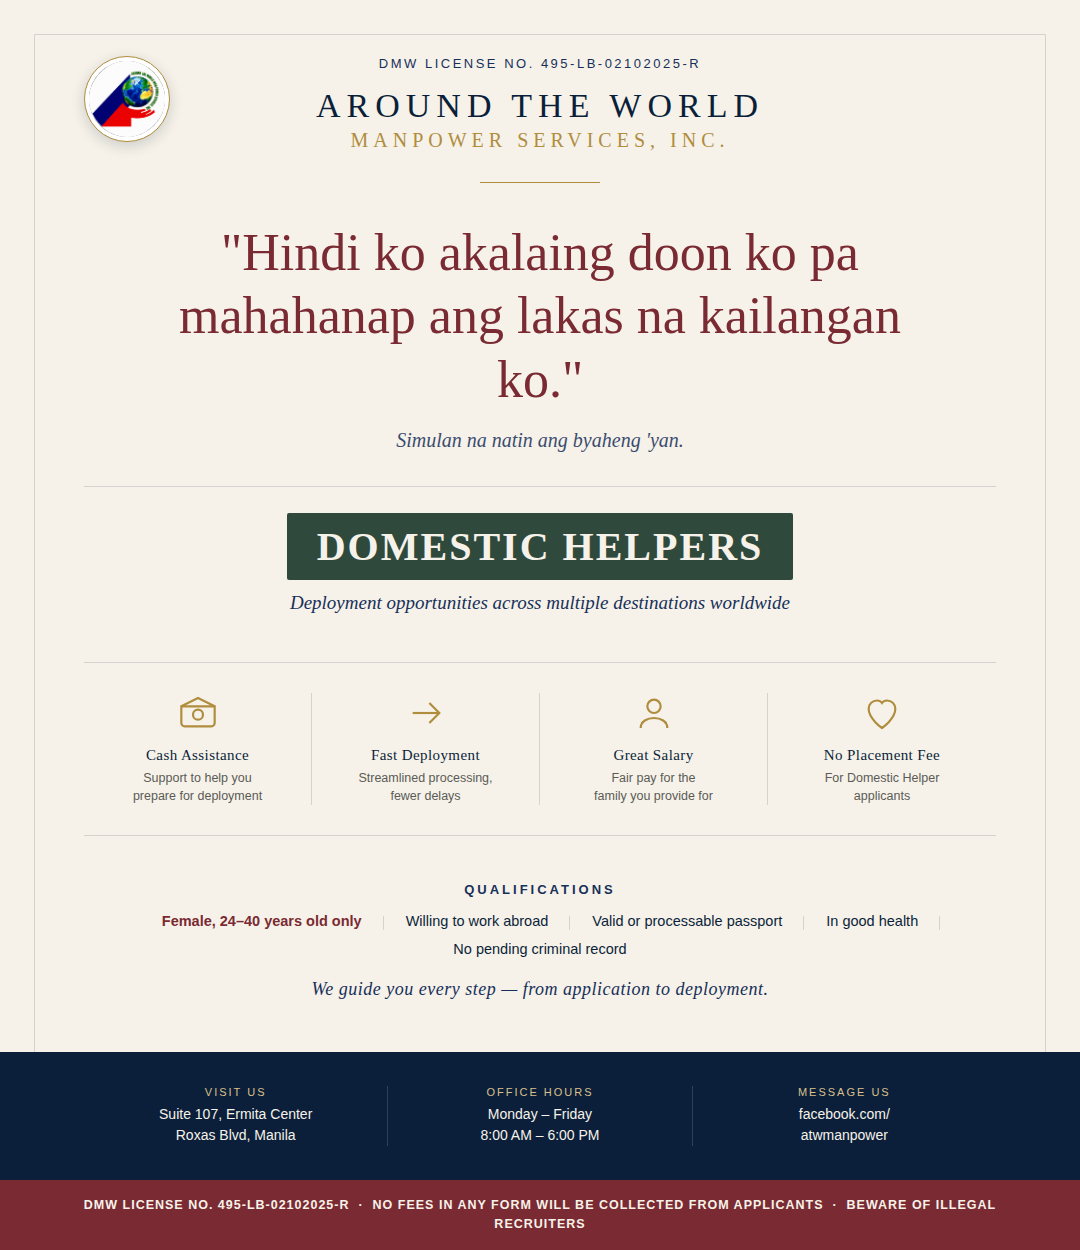 DMW LICENSE NO. 495-LB-02102025-R
AROUND THE WORLD
MANPOWER SERVICES, INC.
"Hindi ko akalaing doon ko pa
mahahanap ang lakas na kailangan
ko."
Simulan na natin ang byaheng 'yan.
DOMESTIC HELPERS
Deployment opportunities across multiple destinations worldwide
Cash Assistance
Support to help you
prepare for deployment
Fast Deployment
Streamlined processing,
fewer delays
Great Salary
Fair pay for the
family you provide for
No Placement Fee
For Domestic Helper
applicants
QUALIFICATIONS
Female, 24–40 years old only
Willing to work abroad
Valid or processable passport
In good health
No pending criminal record
We guide you every step — from application to deployment.
VISIT US
Suite 107, Ermita Center
Roxas Blvd, Manila
OFFICE HOURS
Monday – Friday
8:00 AM – 6:00 PM
MESSAGE US
facebook.com/
atwmanpower
DMW LICENSE NO. 495-LB-02102025-R · NO FEES IN ANY FORM WILL BE COLLECTED FROM APPLICANTS · BEWARE OF ILLEGAL
RECRUITERS